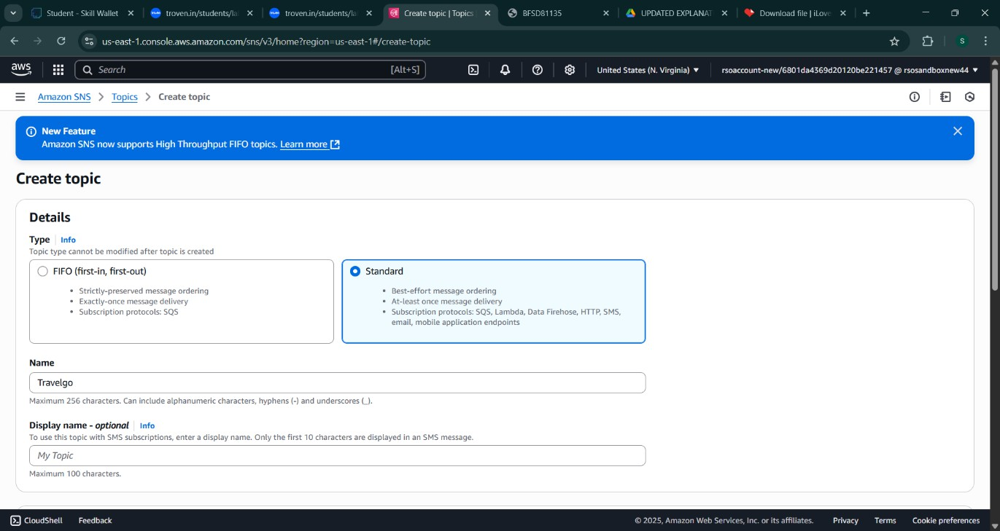 Student - Skill Wallet
troven.in/students/la
troven.in/students/la
Create topic | Topics
BFSD81135
UPDATED EXPLANAT
Download file | iLove
us-east-1.console.aws.amazon.com/sns/v3/home?region=us-east-1#/create-topic
S
aws
Search
[Alt+S]
United States (N. Virginia)
rsoaccount-new/6801da4369d20120be221457 @ rsosandboxnew44
Amazon SNS
Topics
Create topic
New Feature
Amazon SNS now supports High Throughput FIFO topics. Learn more
Create topic
Details
Type
Info
Topic type cannot be modified after topic is created
FIFO (first-in, first-out)
• Strictly-preserved message ordering
• Exactly-once message delivery
• Subscription protocols: SQS
Standard
• Best-effort message ordering
• At-least once message delivery
• Subscription protocols: SQS, Lambda, Data Firehose, HTTP, SMS,
email, mobile application endpoints
Name
Travelgo
Maximum 256 characters. Can include alphanumeric characters, hyphens (-) and underscores (_).
Display name - optional
Info
To use this topic with SMS subscriptions, enter a display name. Only the first 10 characters are displayed in an SMS message.
My Topic
Maximum 100 characters.
CloudShell
Feedback
© 2025, Amazon Web Services, Inc. or its affiliates.
Privacy
Terms
Cookie preferences